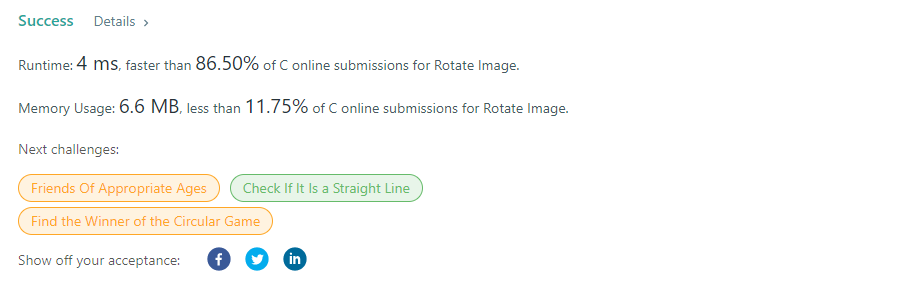 Success Details ›
Runtime: 4 ms, faster than 86.50% of C online submissions for Rotate Image.
Memory Usage: 6.6 MB, less than 11.75% of C online submissions for Rotate Image.
Next challenges:
Friends Of Appropriate Ages Check If It Is a Straight Line
Find the Winner of the Circular Game
Show off your acceptance: f in